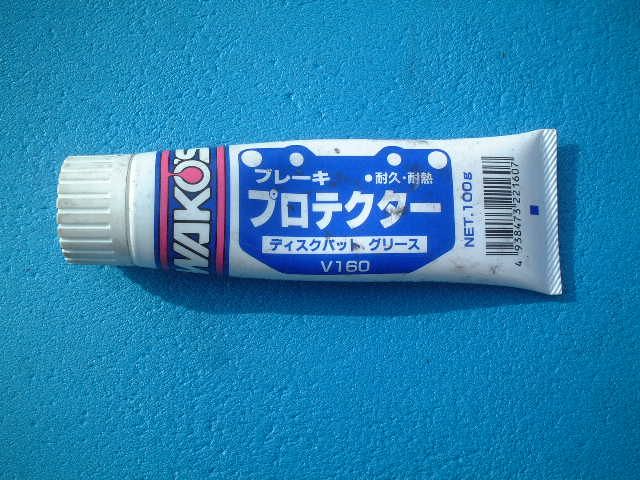 WAKO'S
ブレーキ
•耐久・耐熱
プロテクター
ディスクパット グリース
V160
NET.100g
4 938473 221607